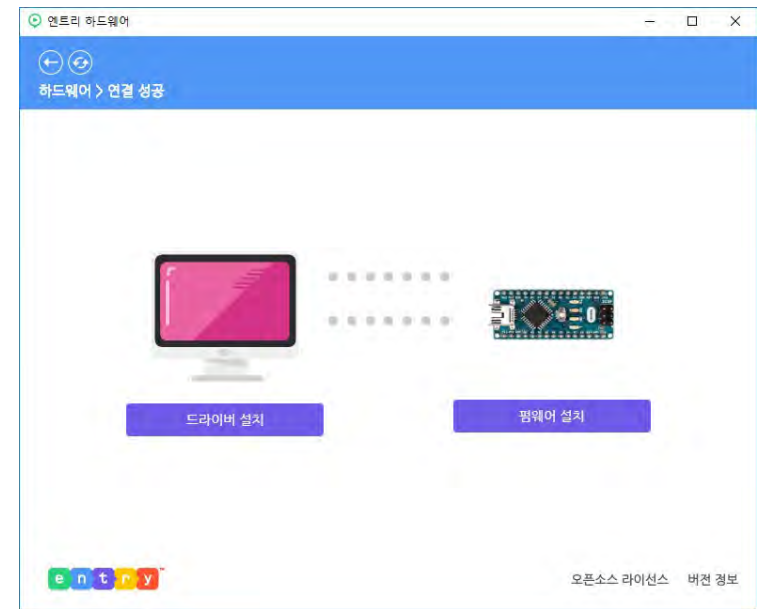 엔트리 하드웨어
하드웨어 > 연결 성공
드라이버 설치
펌웨어 설치
entry™
오픈소스 라이선스 버전 정보